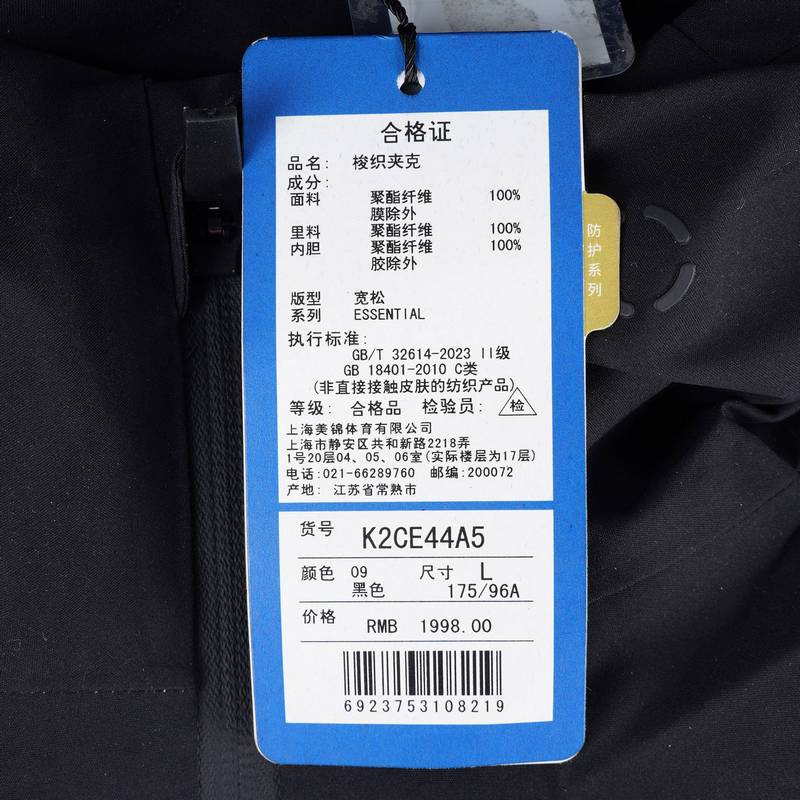 合格证
品名: 梭织夹克
成分:
面料 聚酯纤维 100%
膜除外
里料 聚酯纤维 100%
内胆 聚酯纤维 100%
胶除外
版型 宽松
系列 ESSENTIAL
执行标准:
GB/T 32614-2023 II级
GB 18401-2010 C类
(非直接接触皮肤的纺织产品)
等级: 合格品 检验员: 检
上海美锦体育有限公司
上海市静安区共和新路2218弄
1号20层04、05、06室(实际楼层为17层)
电话:021-66289760 邮编:200072
产地: 江苏省常熟市
货号 K2CE44A5
颜色 09 尺寸 L
黑色 175/96A
价格 RMB 1998.00
6923753108219
防护系列